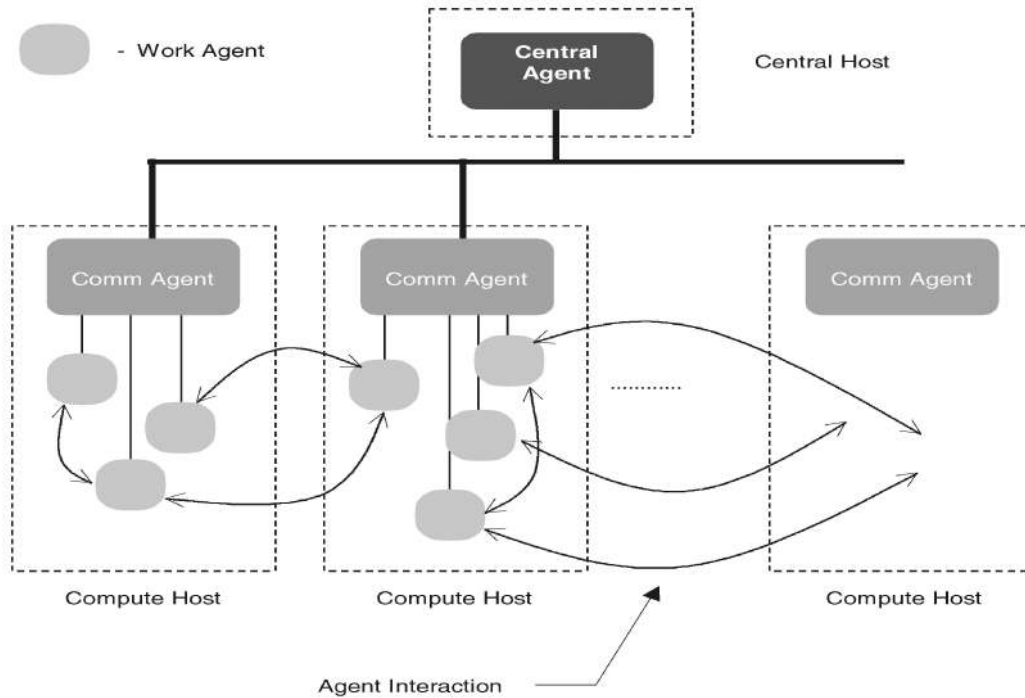 - Work Agent
Central
Agent
Central Host
Comm Agent
Comm Agent
Comm Agent
...........
Compute Host
Compute Host
Compute Host
Agent Interaction